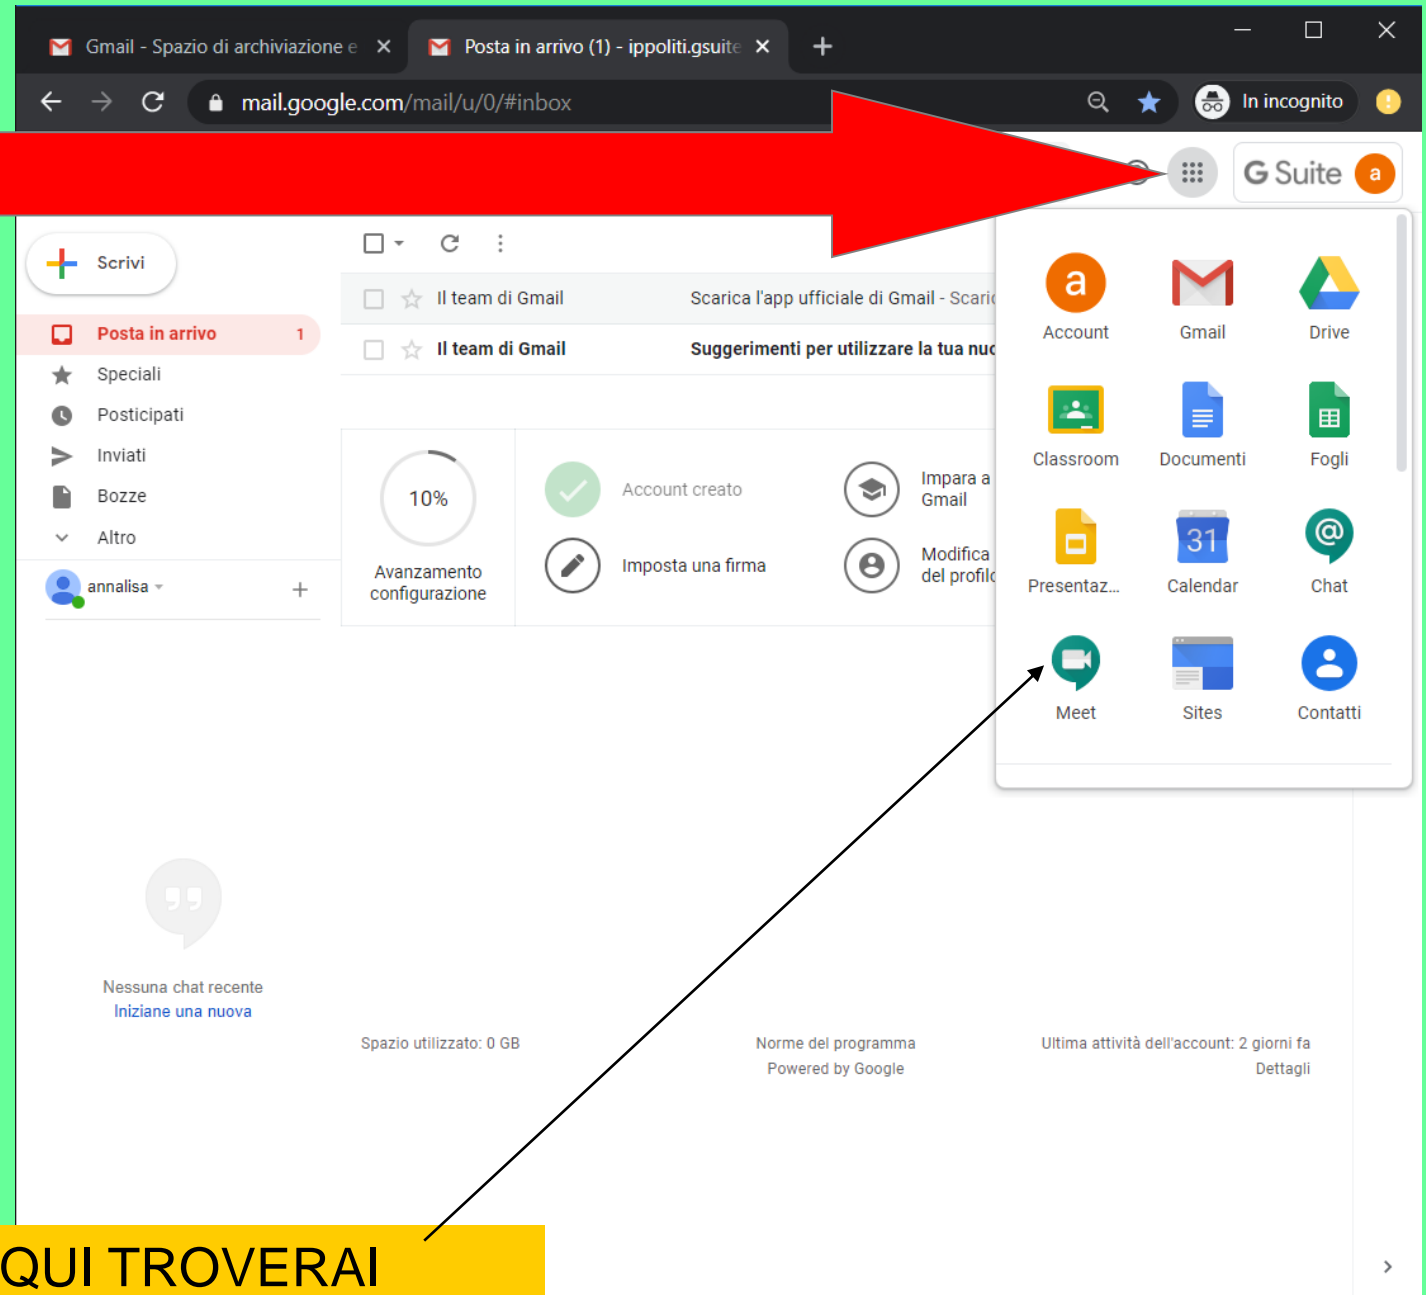 Gmail - Spazio di archiviazione e
Posta in arrivo (1) - ippoliti.gsuite
mail.google.com/mail/u/0/#inbox
In incognito
G Suite
a
Scrivi
Posta in arrivo 1
Speciali
Posticipati
Inviati
Bozze
Altro
annalisa
Il team di Gmail Scarica l'app ufficiale di Gmail - Scaric
Il team di Gmail Suggerimenti per utilizzare la tua nuo
10%
Avanzamento
configurazione
Account creato
Imposta una firma
Impara a
Gmail
Modifica
del profilo
a
Account
Gmail
Drive
Classroom
Documenti
Fogli
Presentaz...
31
Calendar
Chat
Meet
Sites
Contatti
Nessuna chat recente
Iniziane una nuova
Spazio utilizzato: 0 GB
Norme del programma
Powered by Google
Ultima attività dell'account: 2 giorni fa
Dettagli
QUI TROVERAI